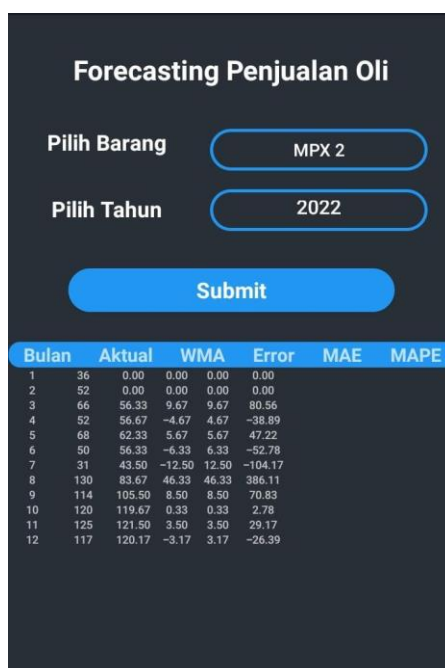 Forecasting Penjualan Oli
Pilih Barang MPX 2
Pilih Tahun 2022
Submit
Bulan Aktual WMA Error MAE MAPE
1 36 0.00 0.00 0.00 0.00
2 52 0.00 0.00 0.00 0.00
3 66 56.33 9.67 9.67 80.56
4 52 56.67 −4.67 4.67 −38.89
5 68 62.33 5.67 5.67 47.22
6 50 56.33 −6.33 6.33 −52.78
7 31 43.50 −12.50 12.50 −104.17
8 130 83.67 46.33 46.33 386.11
9 114 105.50 8.50 8.50 70.83
10 120 119.67 0.33 0.33 2.78
11 125 121.50 3.50 3.50 29.17
12 117 120.17 −3.17 3.17 −26.39